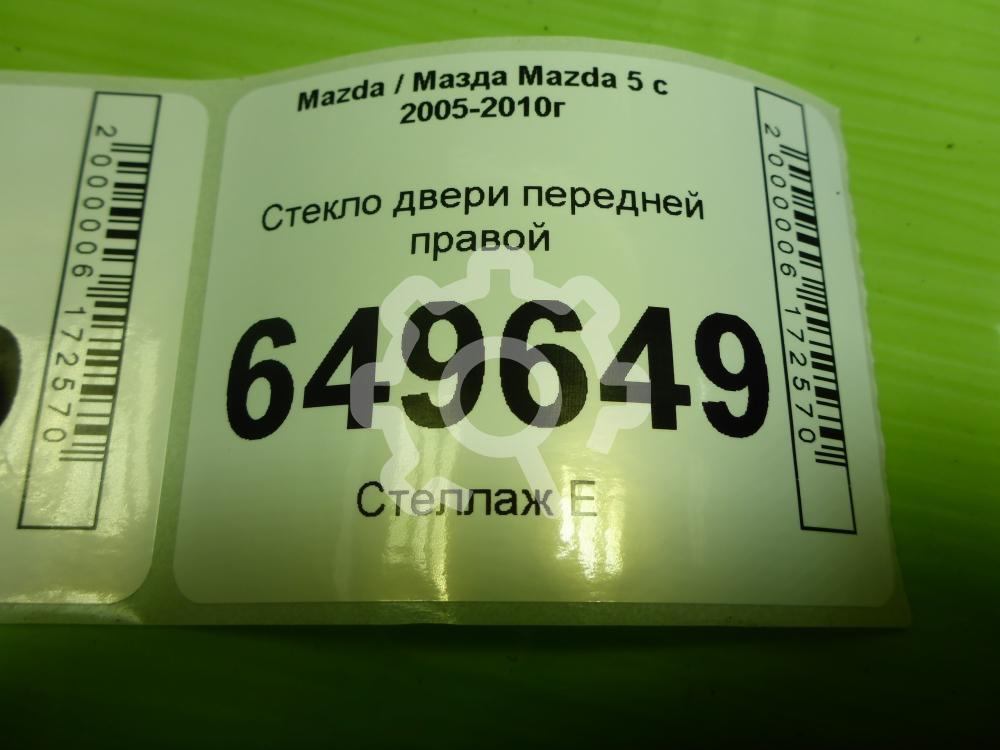 2000006172570
Mazda / Мазда Mazda 5 с
2005-2010г
Стекло двери передней
правой
649649
Стеллаж Е
2000006172570